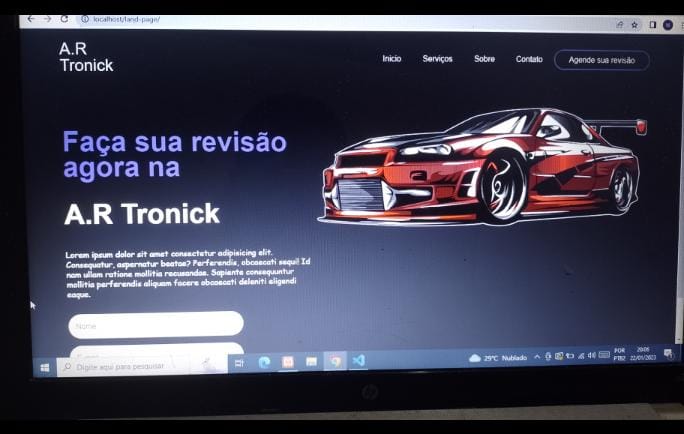 localhost/land-page/
A.R
Tronick
Inicio Serviços Sobre Contato Agende sua revisão
Faça sua revisão
agora na
A.R Tronick
Lorem ipsum dolor sit amet consectetur adipisicing elit.
Consequatur, aspernatur beatae? Perferendis, obcaecati sequi! Id
nam ullam ratione mollitia recusandae. Sapiente consequuntur
mollitia perferendis aliquam facere obcaecati deleniti eligendi
eaque.
Nome
Digite aqui para pesquisar
29°C Nublado
POR
PTB2
20:05
22/01/2023
hp